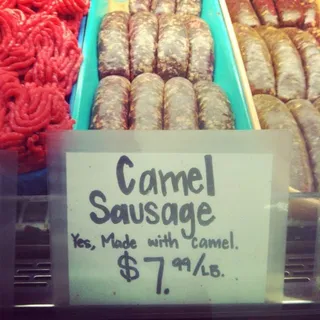 Camel
Sausage
Yes, Made with camel.
$7.99/LB.